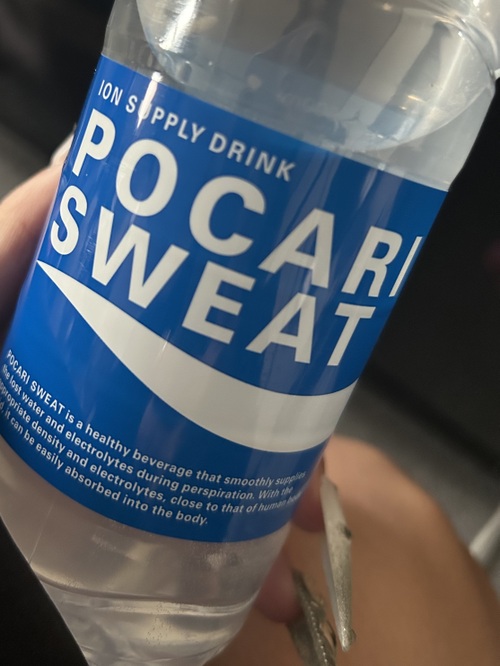 ION SUPPLY DRINK
POCARI
SWEAT
POCARI SWEAT is a healthy beverage that smoothly supplies
the lost water and electrolytes during perspiration. With the
appropriate density and electrolytes, close to that of human
it can be easily absorbed into the body.